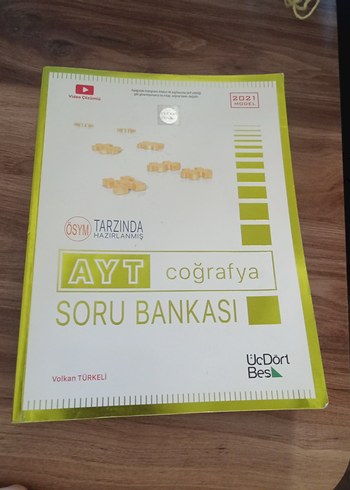 Video Çözümlü
2021
MODEL
ÖSYM TARZINDA
HAZIRLANMIŞ
AYT coğrafya
SORU BANKASI
ÜçDört
Beş
Volkan TÜRKELİ